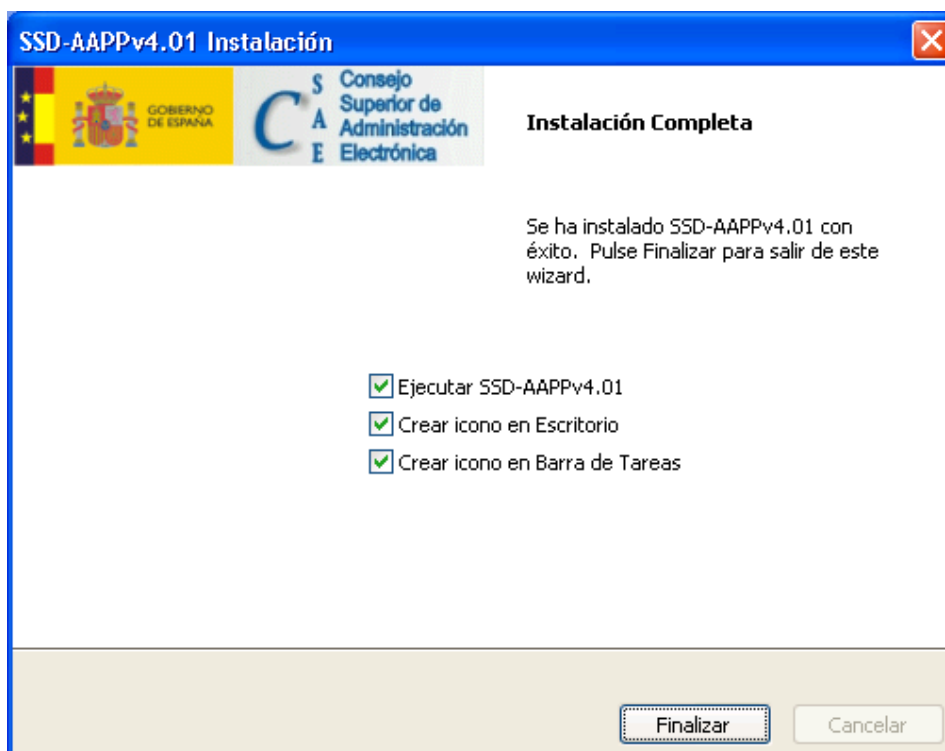 SSD-AAPPv4.01 Instalación
GOBIERNO
DE ESPAÑA
C
S
A
E
Consejo
Superior de
Administración
Electrónica
Instalación Completa
Se ha instalado SSD-AAPPv4.01 con
éxito. Pulse Finalizar para salir de este
wizard.
Ejecutar SSD-AAPPv4.01
Crear icono en Escritorio
Crear icono en Barra de Tareas
Finalizar
Cancelar